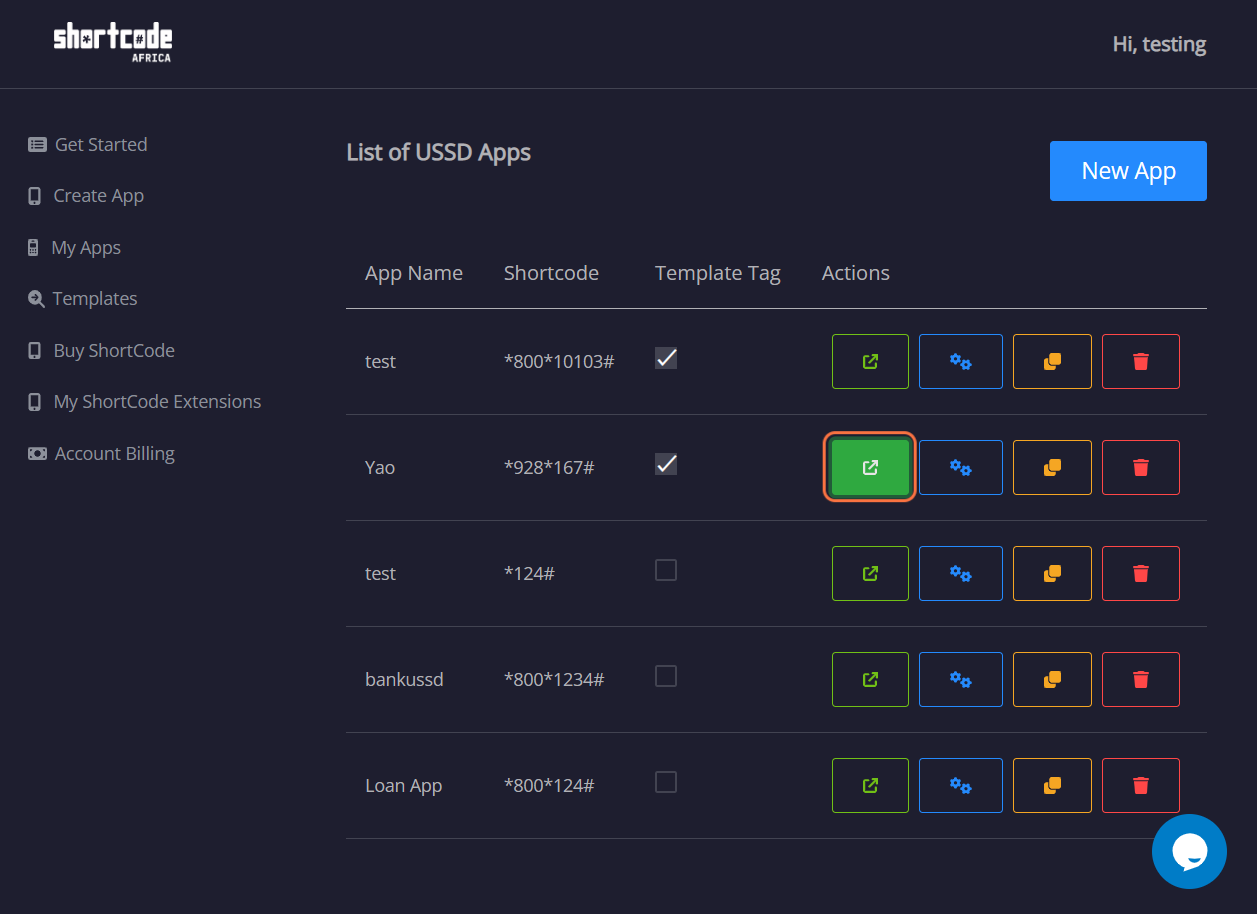 shortcode
AFRICA
Hi, testing
Get Started
Create App
My Apps
Templates
Buy ShortCode
My ShortCode Extensions
Account Billing
List of USSD Apps
New App
App Name Shortcode Template Tag Actions
test *800*10103#
Yao *928*167#
test *124#
bankussd *800*1234#
Loan App *800*124#